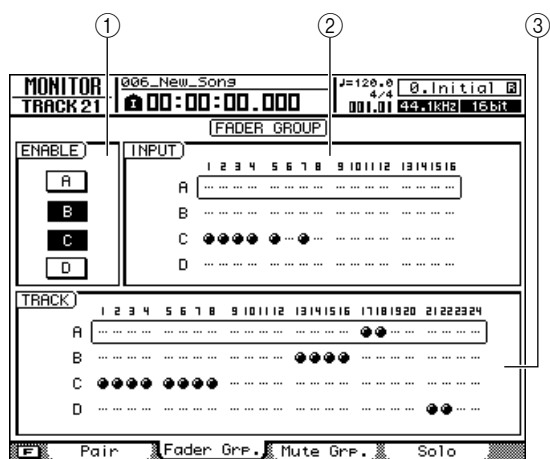 ① ② ③
MONITOR 006_New_Song ♩=120.0 0.Initial R
4/4
TRACK 21 00:00:00.000 001.01 44.1kHz 16bit
FADER GROUP
ENABLE INPUT
1 2 3 4 5 6 7 8 9 10 11 12 13 14 15 16
A A
B B
C C
D D
TRACK
1 2 3 4 5 6 7 8 9 10 11 12 13 14 15 16 17 18 19 20 21 22 23 24
A
B
C
D
F Pair Fader Grp. Mute Grp. Solo